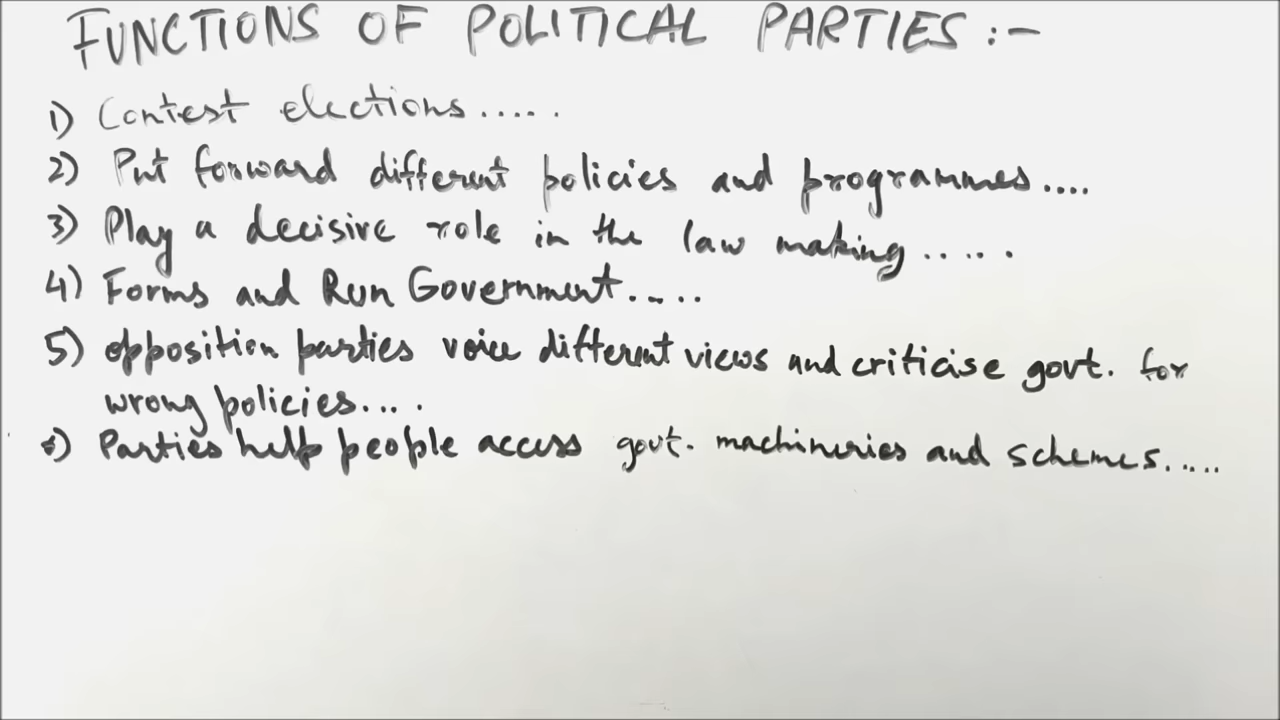 FUNCTIONS OF POLITICAL PARTIES :-
1) Contest elections.....
2) Put forward different policies and programmes....
3) Play a decisive role in the law making.....
4) Forms and Run Government.....
5) opposition parties voice different views and criticise govt. for
wrong policies....
6) Parties help people access govt. machineries and schemes.....